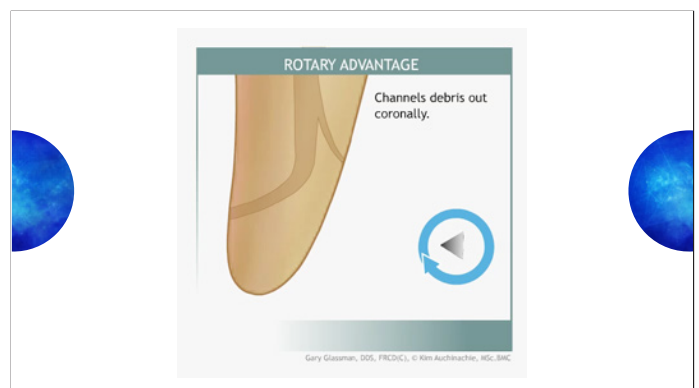 ROTARY ADVANTAGE
Channels debris out
coronally.
Gary Glassman, DDS, FRCD(C), © Kim Auchinachie, MSc.BMC